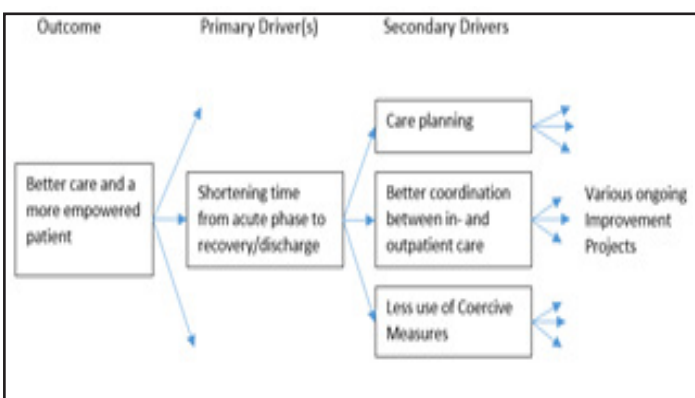 Outcome
Primary Driver(s)
Secondary Drivers
Better care and a
more empowered
patient
Shortening time
from acute phase to
recovery/discharge
Care planning
Better coordination
between in- and
outpatient care
Less use of Coercive
Measures
Various ongoing
Improvement
Projects